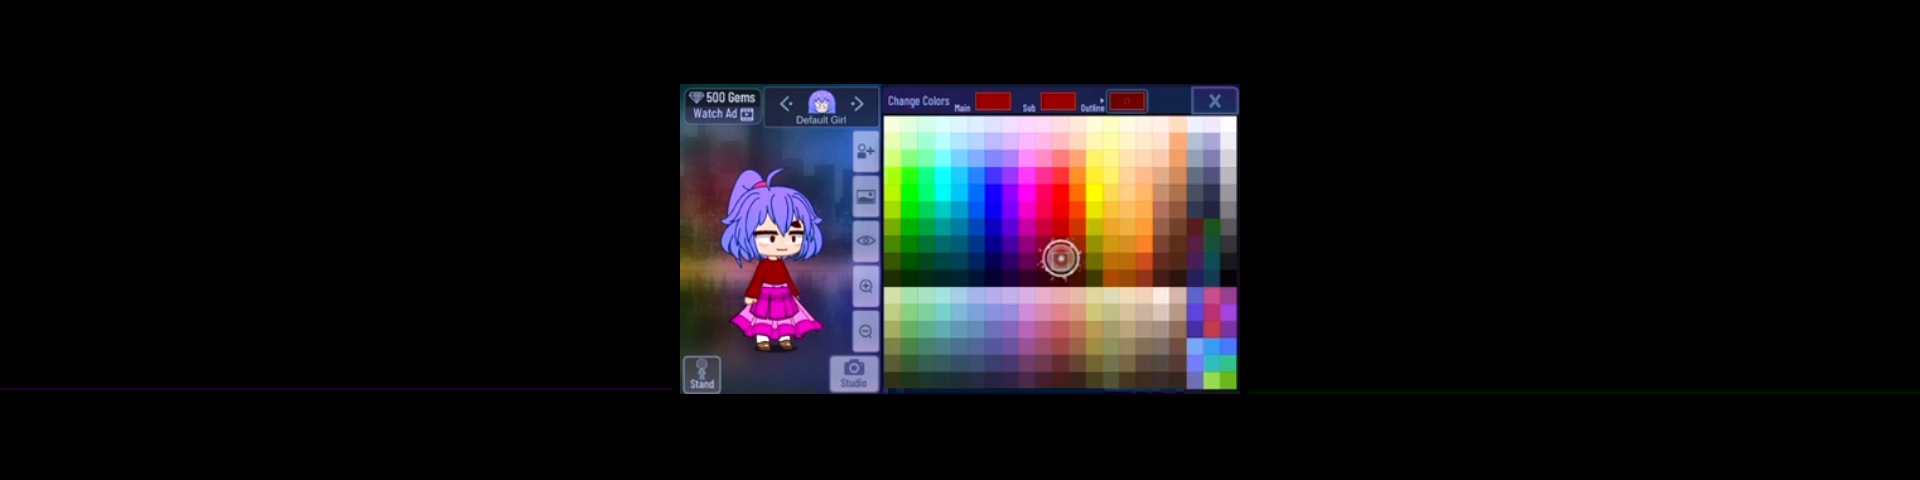 500 Gems
Watch Ad
Default Girl
Change Colors
Main
Sub
Outline
X
Stand
Studio